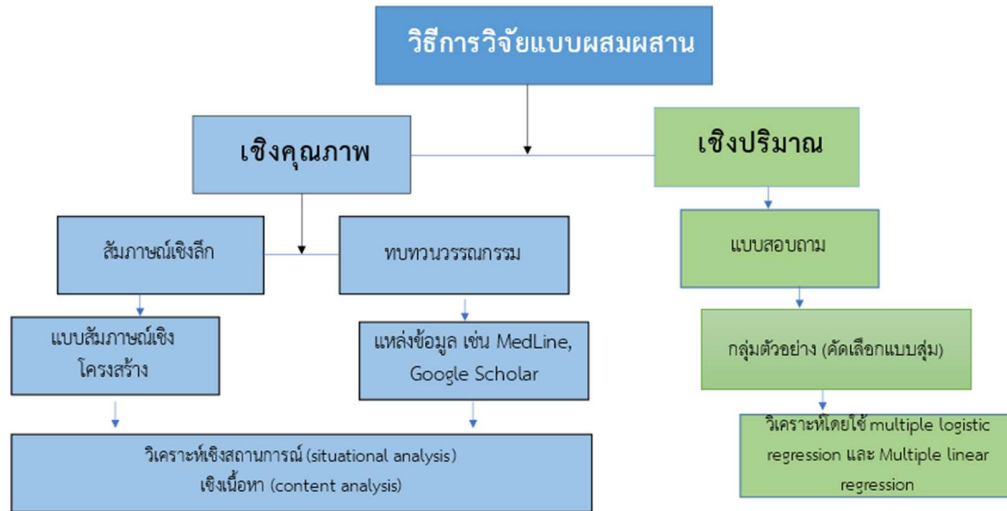 วิธีการวิจัยแบบผสมผสาน
เชิงคุณภาพ
เชิงปริมาณ
สัมภาษณ์เชิงลึก
ทบทวนวรรณกรรม
แบบสอบถาม
แบบสัมภาษณ์เชิง
โครงสร้าง
แหล่งข้อมูล เช่น MedLine,
Google Scholar
กลุ่มตัวอย่าง (คัดเลือกแบบสุ่ม)
วิเคราะห์เชิงสถานการณ์ (situational analysis)
เชิงเนื้อหา (content analysis)
วิเคราะห์โดยใช้ multiple logistic
regression และ Multiple linear
regression